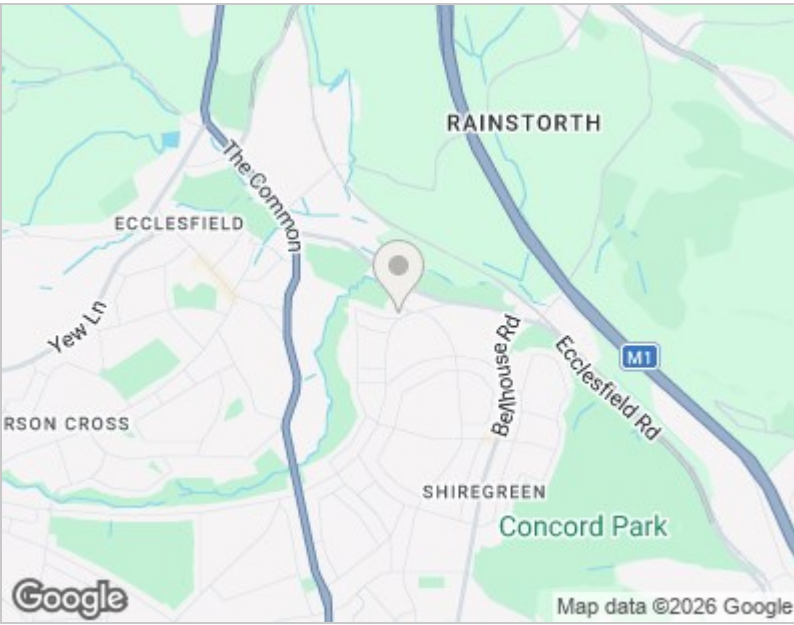 RAINSTORTH
The Common
ECCLESFIELD
Yew Ln
Bellhouse Rd
M1
Ecclesfield Rd
RSON CROSS
SHIREGREEN
Concord Park
Google
Map data ©2026 Google